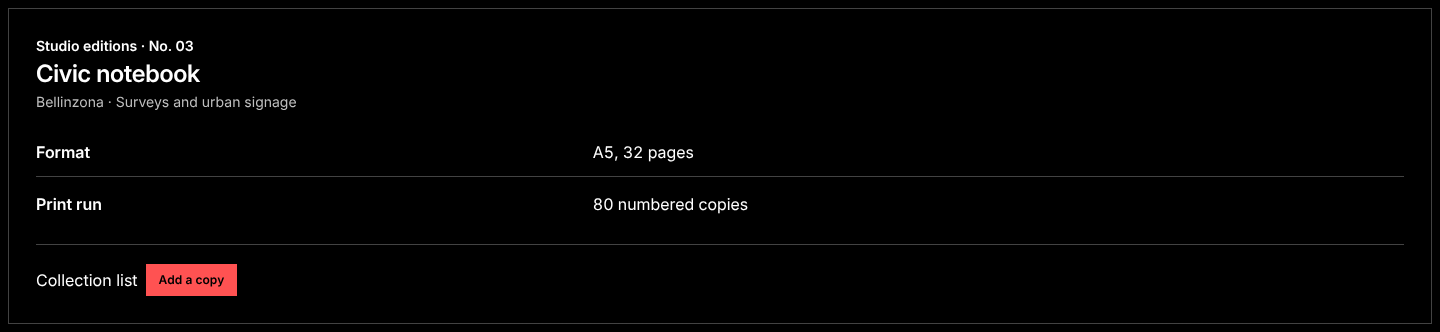 Studio editions · No. 03
Civic notebook
Bellinzona · Surveys and urban signage
Format A5, 32 pages
Print run 80 numbered copies
Collection list Add a copy